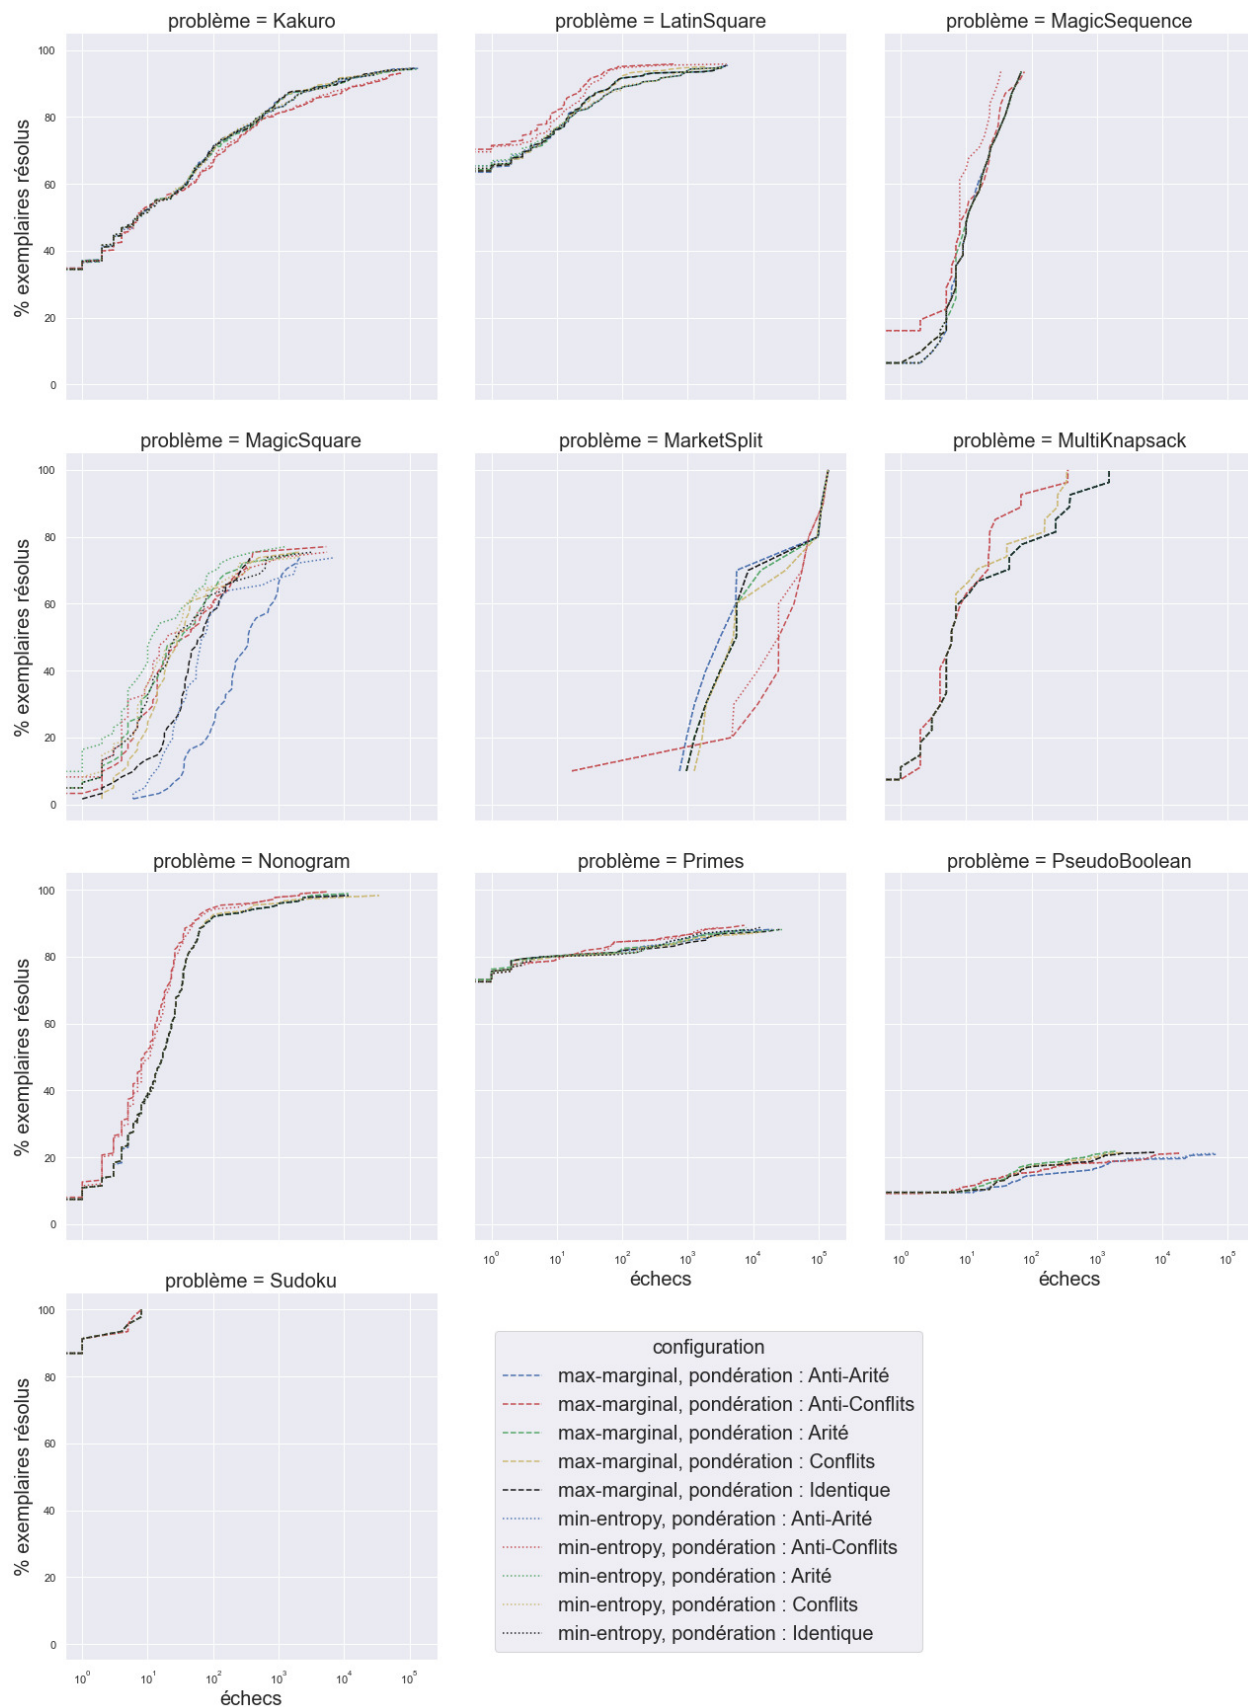 problème = Kakuro
problème = LatinSquare
problème = MagicSequence
100
80
60
40
20
0
% exemplaires résolus
problème = MagicSquare
problème = MarketSplit
problème = MultiKnapsack
100
80
60
40
20
0
% exemplaires résolus
problème = Nonogram
problème = Primes
problème = PseudoBoolean
100
80
60
40
20
0
% exemplaires résolus
10⁰ 10¹ 10² 10³ 10⁴ 10⁵
échecs
10⁰ 10¹ 10² 10³ 10⁴ 10⁵
échecs
problème = Sudoku
100
80
60
40
20
0
% exemplaires résolus
10⁰ 10¹ 10² 10³ 10⁴ 10⁵
échecs
configuration
max-marginal, pondération : Anti-Arité
max-marginal, pondération : Anti-Conflits
max-marginal, pondération : Arité
max-marginal, pondération : Conflits
max-marginal, pondération : Identique
min-entropy, pondération : Anti-Arité
min-entropy, pondération : Anti-Conflits
min-entropy, pondération : Arité
min-entropy, pondération : Conflits
min-entropy, pondération : Identique